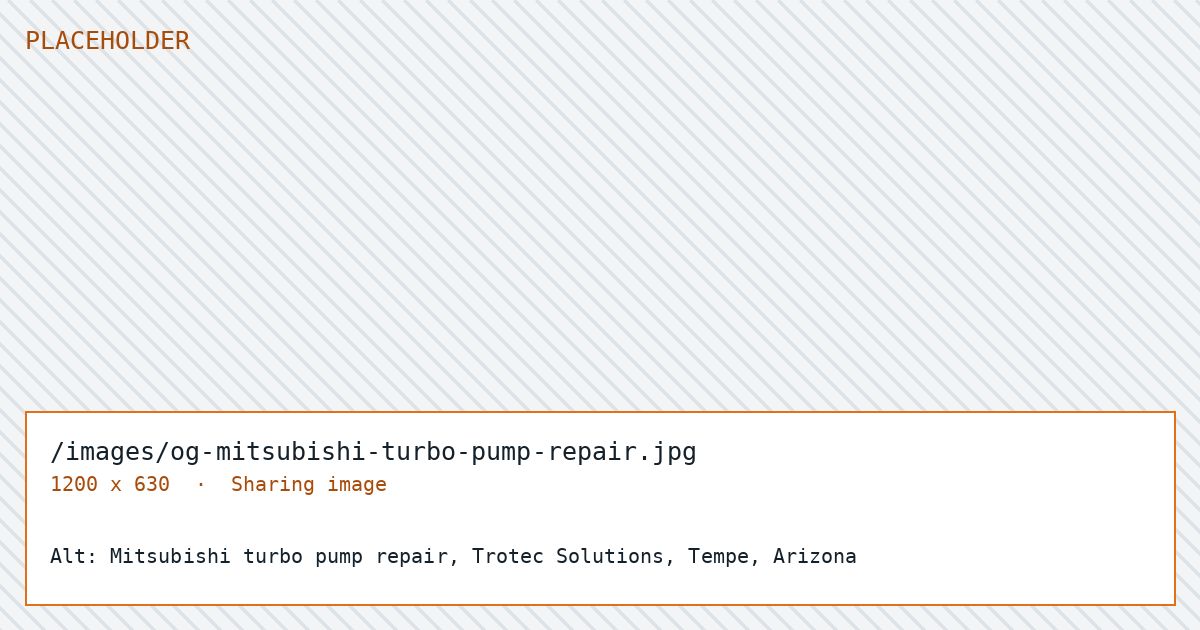 PLACEHOLDER
/images/og-mitsubishi-turbo-pump-repair.jpg
1200 x 630 · Sharing image
Alt: Mitsubishi turbo pump repair, Trotec Solutions, Tempe, Arizona